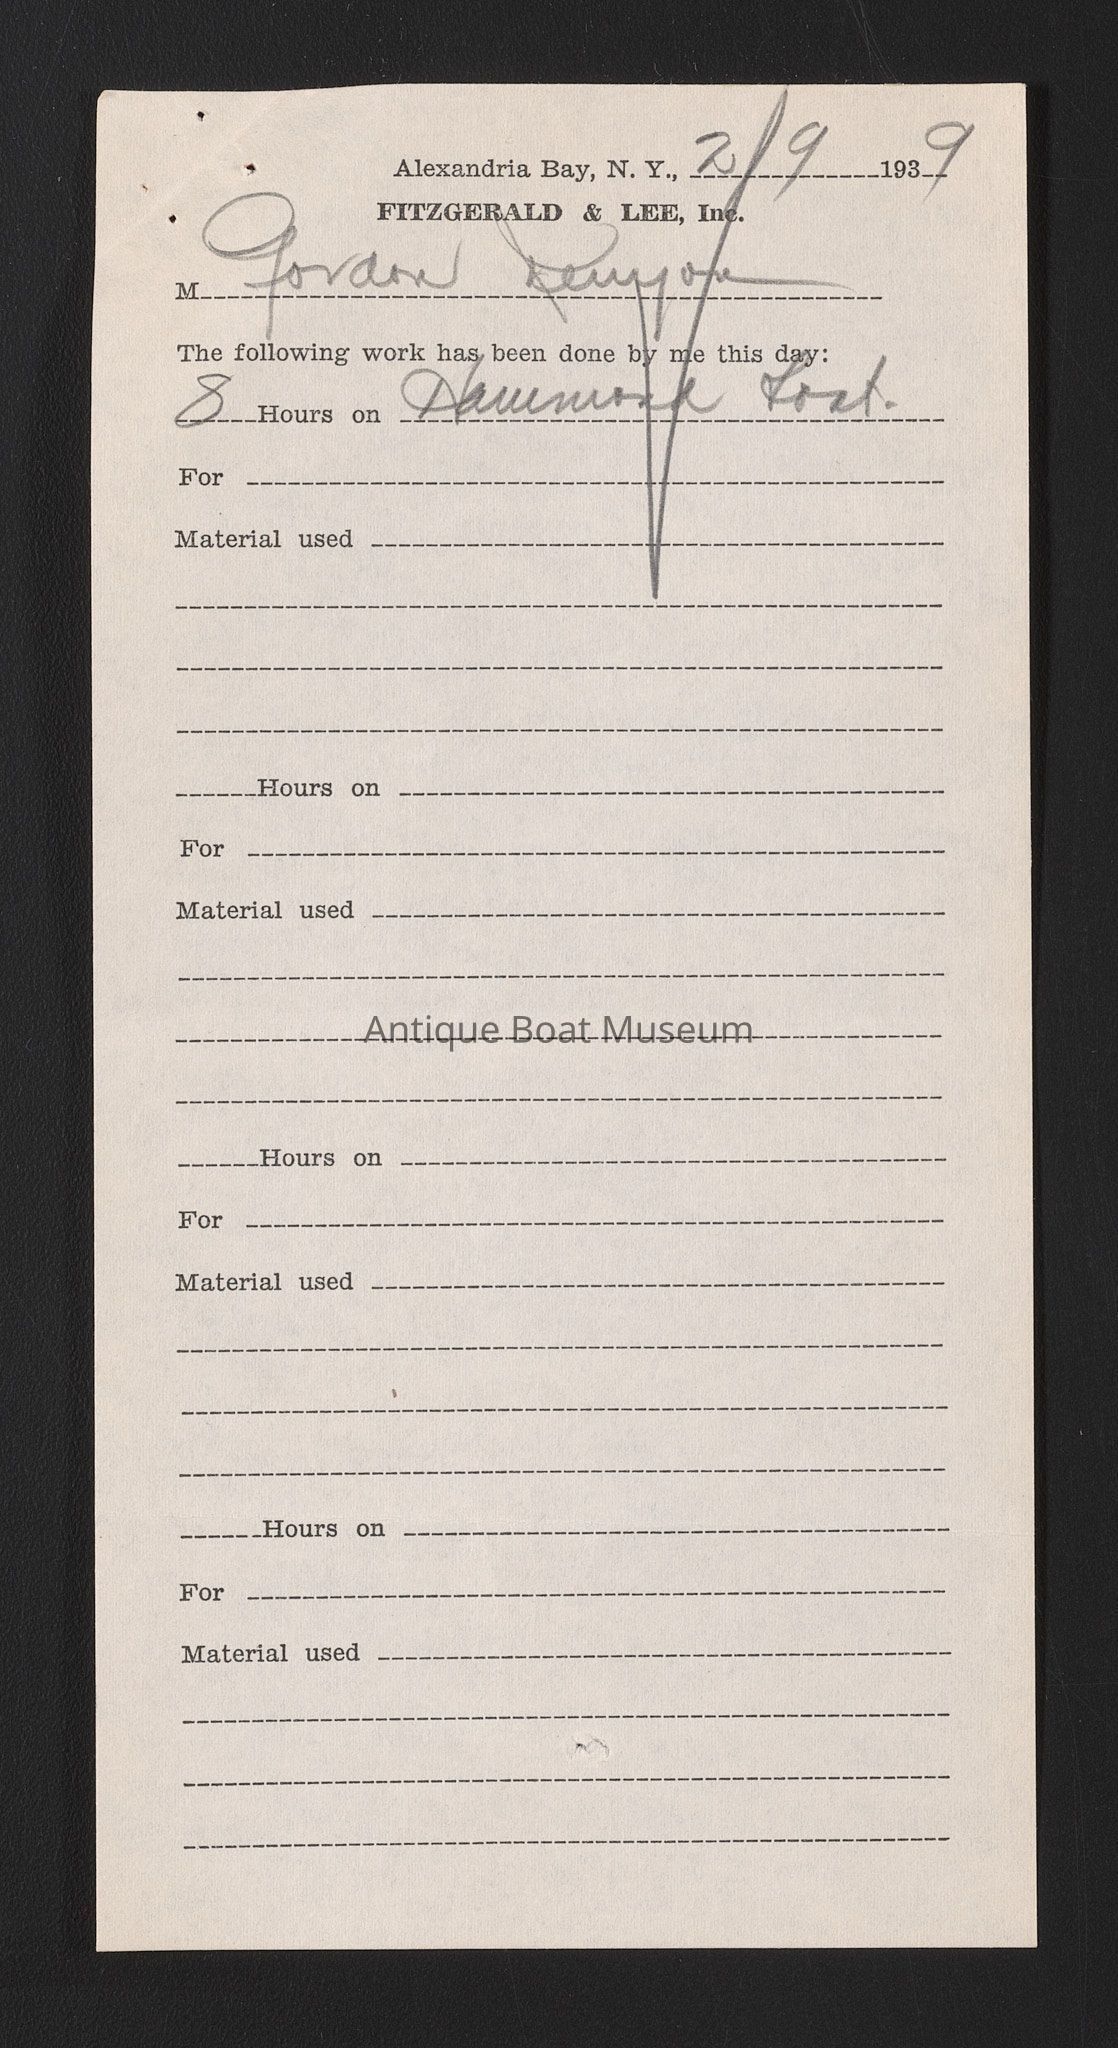 Alexandria Bay, N. Y., 2/9 1939
FITZGERALD & LEE, Inc.
M Gordon Kenyon
The following work has been done by me this day:
8 Hours on Hammond
For
Material used
Hours on
For
Material used
Antique Boat Museum
Hours on
For
Material used
Hours on
For
Material used